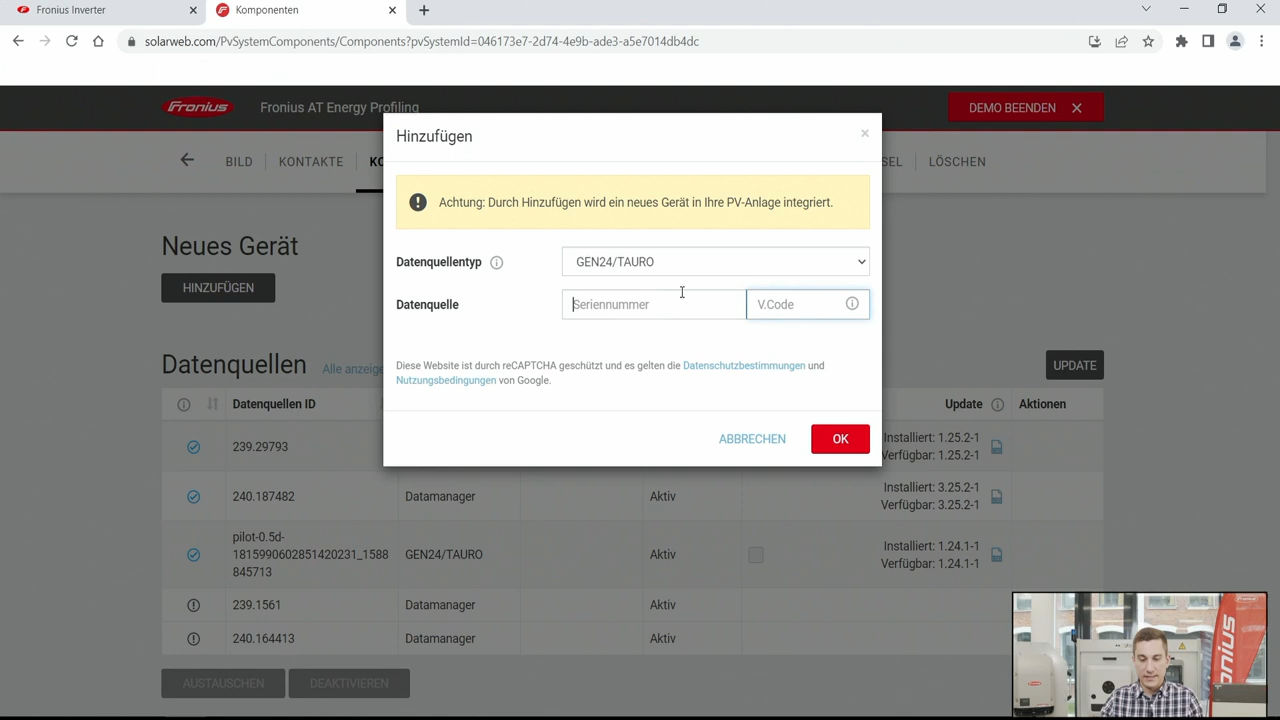 Fronius Inverter
Komponenten
solarweb.com/PvSystemComponents/Components?pvSystemId=046173e7-2d74-4e9b-ade3-a5e7014db4dc
Fronius
Fronius AT Energy Profiling
DEMO BEENDEN
BILD
KONTAKTE
KO
SEL
LÖSCHEN
Hinzufügen
Achtung: Durch Hinzufügen wird ein neues Gerät in Ihre PV-Anlage integriert.
Datenquellentyp
GEN24/TAURO
Datenquelle
Seriennummer
V.Code
Diese Website ist durch reCAPTCHA geschützt und es gelten die Datenschutzbestimmungen und
Nutzungsbedingungen von Google.
ABBRECHEN
OK
Neues Gerät
HINZUFÜGEN
Datenquellen
Alle anzeige
UPDATE
Datenquellen ID
Update
Aktionen
239.29793
Installiert: 1.25.2-1
Verfügbar: 1.25.2-1
240.187482
Datamanager
Aktiv
Installiert: 3.25.2-1
Verfügbar: 3.25.2-1
pilot-0.5d-
1815990602851420231_1588
845713
GEN24/TAURO
Aktiv
Installiert: 1.24.1-1
Verfügbar: 1.24.1-1
239.1561
Datamanager
Aktiv
240.164413
Datamanager
Aktiv
AUSTAUSCHEN
DEAKTIVIEREN